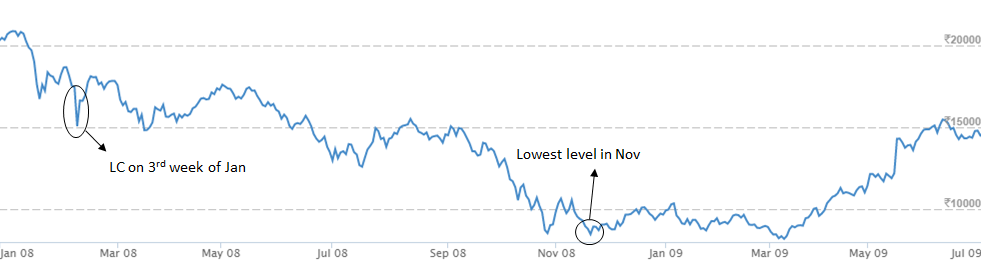 ₹20000
₹15000
LC on 3rd week of Jan
Lowest level in Nov
₹10000
Jan 08 Mar 08 May 08 Jul 08 Sep 08 Nov 08 Jan 09 Mar 09 May 09 Jul 09